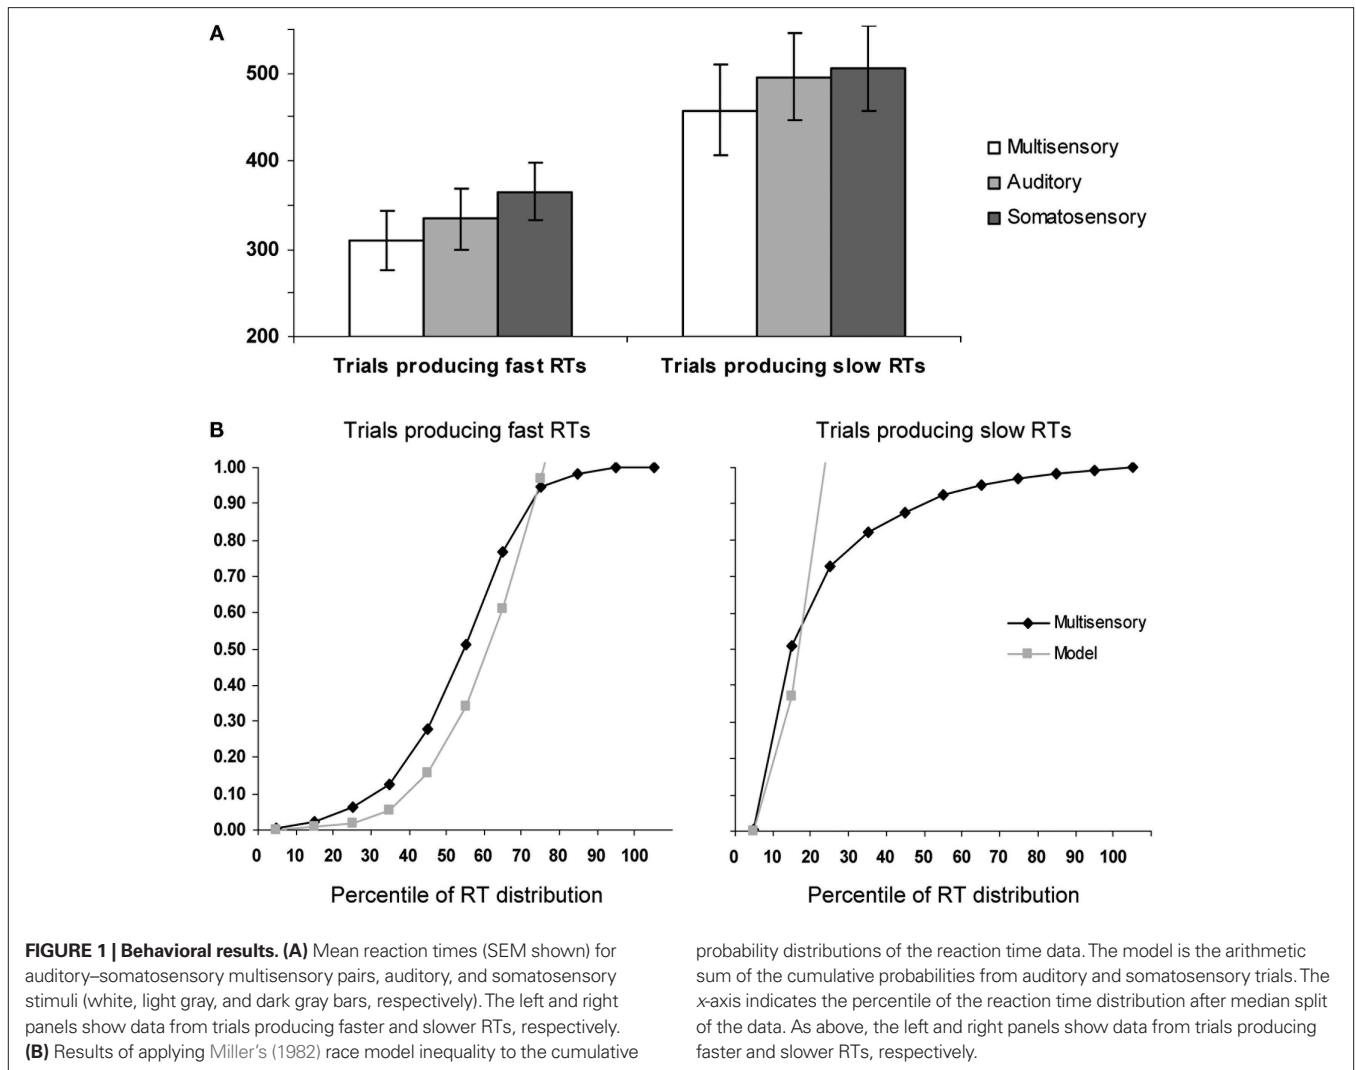 A
500
400
300
200
Trials producing fast RTs
Trials producing slow RTs
Multisensory
Auditory
Somatosensory
B
Trials producing fast RTs
1.00
0.90
0.80
0.70
0.60
0.50
0.40
0.30
0.20
0.10
0.00
0 10 20 30 40 50 60 70 80 90 100
Percentile of RT distribution
Trials producing slow RTs
Multisensory
Model
0 10 20 30 40 50 60 70 80 90 100
Percentile of RT distribution
FIGURE 1 | Behavioral results. (A) Mean reaction times (SEM shown) for
auditory–somatosensory multisensory pairs, auditory, and somatosensory
stimuli (white, light gray, and dark gray bars, respectively). The left and right
panels show data from trials producing faster and slower RTs, respectively.
(B) Results of applying Miller's (1982) race model inequality to the cumulative
probability distributions of the reaction time data. The model is the arithmetic
sum of the cumulative probabilities from auditory and somatosensory trials. The
x-axis indicates the percentile of the reaction time distribution after median split
of the data. As above, the left and right panels show data from trials producing
faster and slower RTs, respectively.